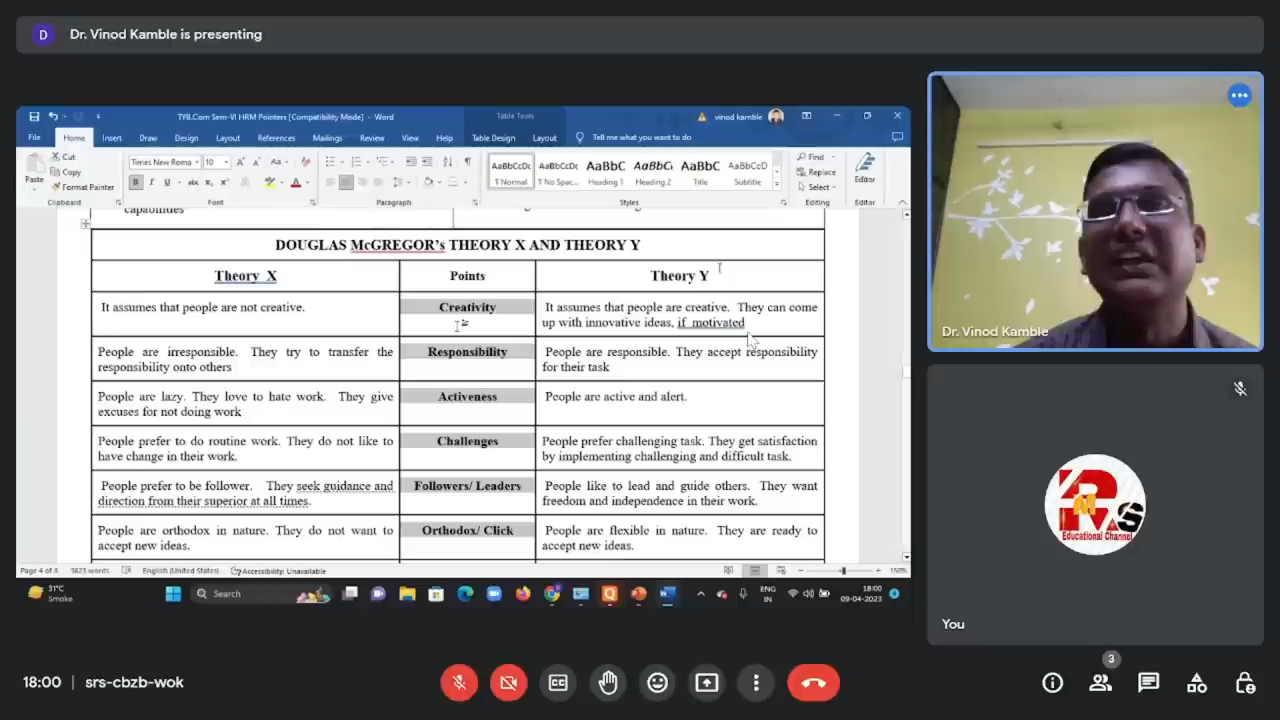 D Dr. Vinod Kamble is presenting
TYB.Com Sem-VI HRM Pointers [Compatibility Mode] - Word
Table Tools
vinod kamble
File Home Insert Draw Design Layout References Mailings Review View Help Table Design Layout Tell me what you want to do
Paste
Cut
Copy
Format Painter
Clipboard
Times New Roma 10
Font
Paragraph
AaBbCcDc AaBbCcDc AaBbC AaBbC AaBbC AaBbCcD
1 Normal 1 No Spac... Heading 1 Heading 2 Title Subtitle
Styles
Find
Replace
Select
Editing
Editor
Editor
capabilities
DOUGLAS McGREGOR's THEORY X AND THEORY Y
Theory X Points Theory Y
It assumes that people are not creative.
Creativity
It assumes that people are creative. They can come
up with innovative ideas, if motivated
People are irresponsible. They try to transfer the
responsibility onto others
Responsibility
People are responsible. They accept responsibility
for their task
People are lazy. They love to hate work. They give
excuses for not doing work
Activeness
People are active and alert.
People prefer to do routine work. They do not like to
have change in their work.
Challenges
People prefer challenging task. They get satisfaction
by implementing challenging and difficult task.
People prefer to be follower. They seek guidance and
direction from their superior at all times.
Followers/ Leaders
People like to lead and guide others. They want
freedom and independence in their work.
People are orthodox in nature. They do not want to
accept new ideas.
Orthodox/ Click
People are flexible in nature. They are ready to
accept new ideas.
Page 4 of 8 3623 words English (United States) Accessibility: Unavailable 150%
31°C
Smoke
Search
ENG
IN
18:00
09-04-2023
Dr. Vinod Kamble
RMS
Educational Channel
You
18:00 | srs-cbzb-wok
3